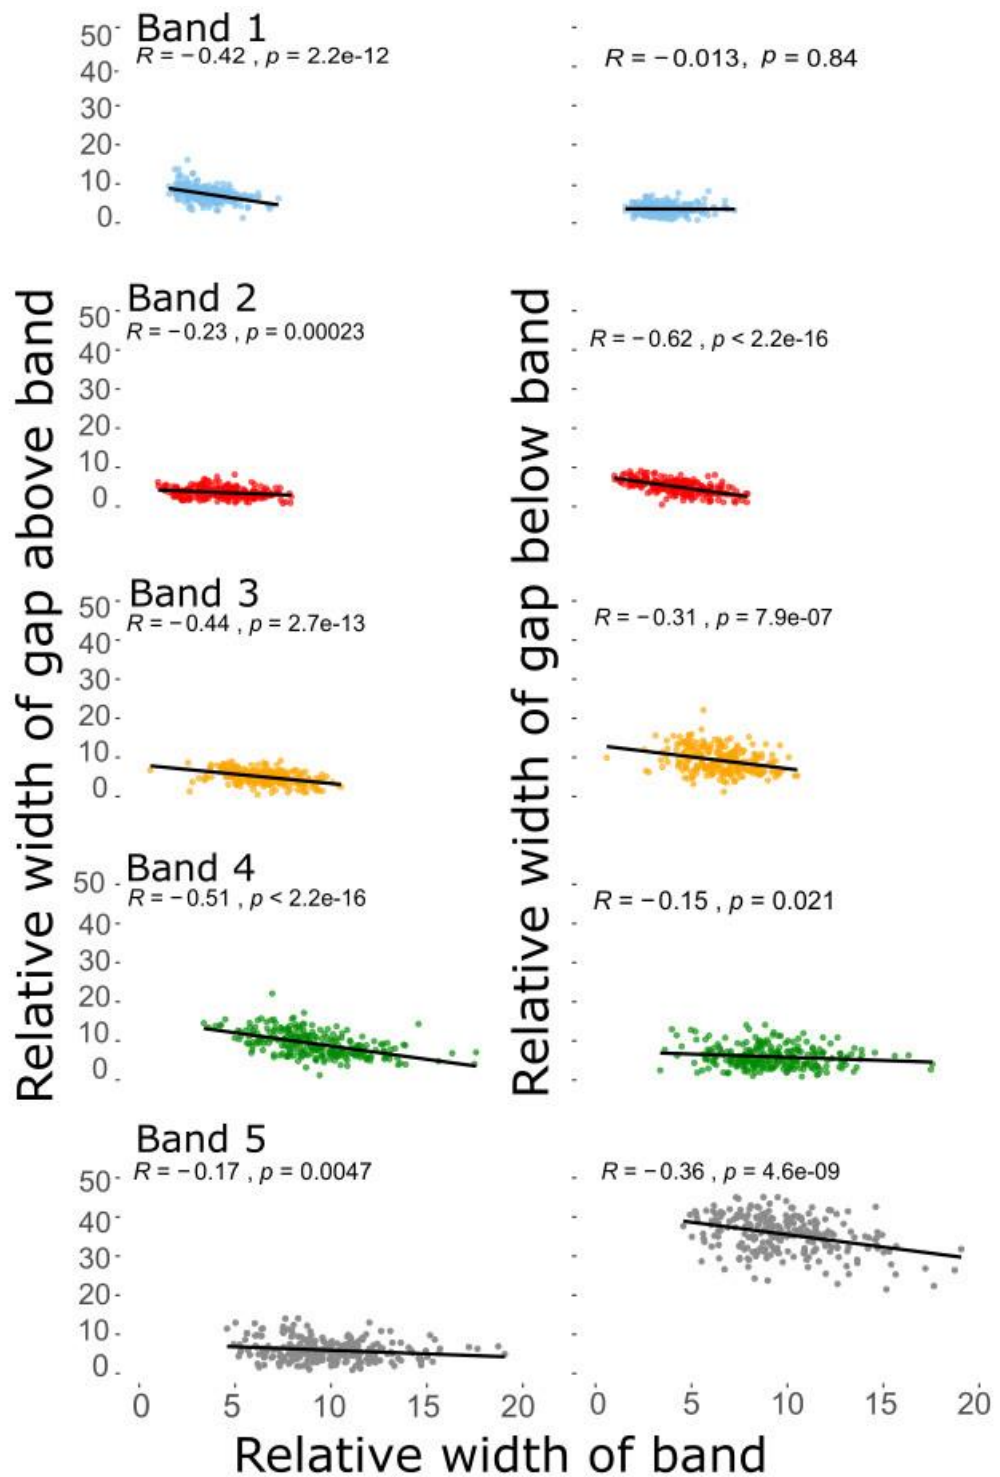 Relative width of gap above band
Relative width of gap below band
Band 1
R = −0.42 , p = 2.2e-12
R = −0.013, p = 0.84
50
40
30
20
10
0
Band 2
R = −0.23 , p = 0.00023
R = −0.62 , p < 2.2e-16
50
40
30
20
10
0
Band 3
R = −0.44 , p = 2.7e-13
R = −0.31 , p = 7.9e-07
50
40
30
20
10
0
Band 4
R = −0.51 , p < 2.2e-16
R = −0.15 , p = 0.021
50
40
30
20
10
0
Band 5
R = −0.17 , p = 0.0047
R = −0.36 , p = 4.6e-09
50
40
30
20
10
0
0 5 10 15 20 0 5 10 15 20
Relative width of band